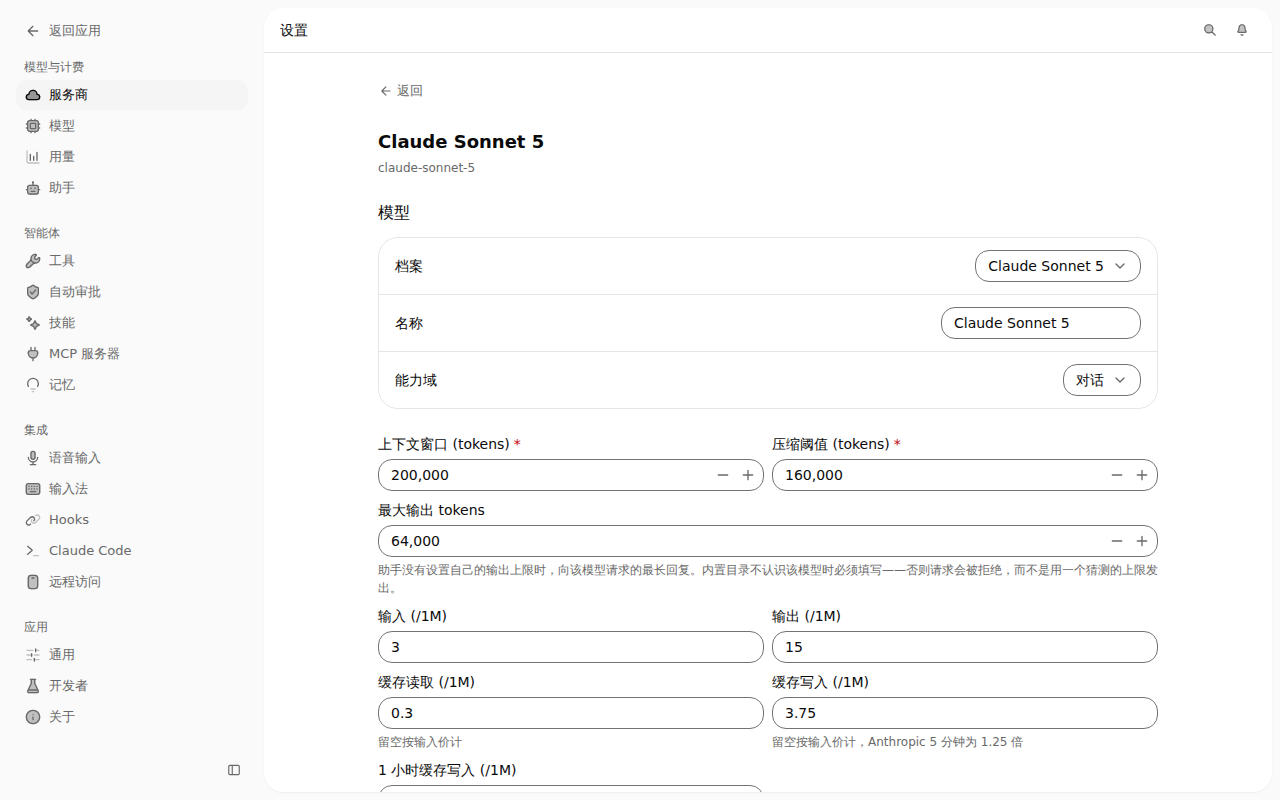 返回应用
模型与计费
服务商
模型
用量
助手
智能体
工具
自动审批
技能
MCP 服务器
记忆
集成
语音输入
输入法
Hooks
Claude Code
远程访问
应用
通用
开发者
关于
设置
返回
Claude Sonnet 5
claude-sonnet-5
模型
档案
Claude Sonnet 5
名称
Claude Sonnet 5
能力域
对话
上下文窗口 (tokens) *
压缩阈值 (tokens) *
200,000
160,000
最大输出 tokens
64,000
助手没有设置自己的输出上限时，向该模型请求的最长回复。内置目录不认识该模型时必须填写——否则请求会被拒绝，而不是用一个猜测的上限发
出。
输入 (/1M)
输出 (/1M)
3
15
缓存读取 (/1M)
缓存写入 (/1M)
0.3
3.75
留空按输入价计
留空按输入价计，Anthropic 5 分钟为 1.25 倍
1 小时缓存写入 (/1M)